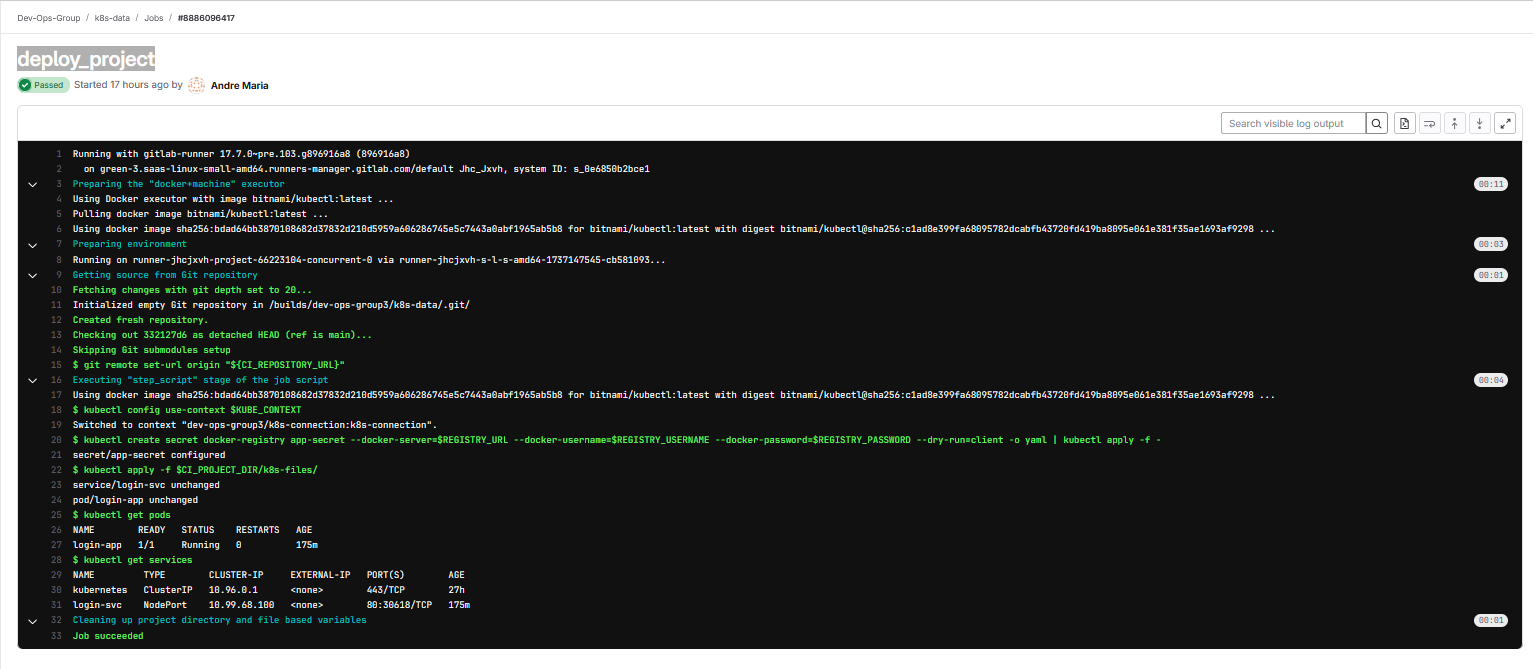 Dev-Ops-Group / k8s-data / Jobs / #8886096417
deploy_project
Passed Started 17 hours ago by Andre Maria
Search visible log output
1 Running with gitlab-runner 17.7.0~pre.103.g896916a8 (896916a8)
2 on green-3.saas-linux-small-amd64.runners-manager.gitlab.com/default Jhc_Jxvh, system ID: s_0e6850b2bce1
3 Preparing the "docker+machine" executor 00:11
4 Using Docker executor with image bitnami/kubectl:latest ...
5 Pulling docker image bitnami/kubectl:latest ...
6 Using docker image sha256:bdad64bb3870108682d37832d210d5959a606286745e5c7443a0abf1965ab5b8 for bitnami/kubectl:latest with digest bitnami/kubectl@sha256:c1ad8e399fa68095782dcabfb43720fd419ba8095e061e381f35ae1693af9298 ...
7 Preparing environment 00:03
8 Running on runner-jhcjxvh-project-66223104-concurrent-0 via runner-jhcjxvh-s-l-s-amd64-1737147545-cb581093...
9 Getting source from Git repository 00:01
10 Fetching changes with git depth set to 20...
11 Initialized empty Git repository in /builds/dev-ops-group3/k8s-data/.git/
12 Created fresh repository.
13 Checking out 332127d6 as detached HEAD (ref is main)...
14 Skipping Git submodules setup
15 $ git remote set-url origin "${CI_REPOSITORY_URL}"
16 Executing "step_script" stage of the job script 00:04
17 Using docker image sha256:bdad64bb3870108682d37832d210d5959a606286745e5c7443a0abf1965ab5b8 for bitnami/kubectl:latest with digest bitnami/kubectl@sha256:c1ad8e399fa68095782dcabfb43720fd419ba8095e061e381f35ae1693af9298 ...
18 $ kubectl config use-context $KUBE_CONTEXT
19 Switched to context "dev-ops-group3/k8s-connection:k8s-connection".
20 $ kubectl create secret docker-registry app-secret --docker-server=$REGISTRY_URL --docker-username=$REGISTRY_USERNAME --docker-password=$REGISTRY_PASSWORD --dry-run=client -o yaml | kubectl apply -f -
21 secret/app-secret configured
22 $ kubectl apply -f $CI_PROJECT_DIR/k8s-files/
23 service/login-svc unchanged
24 pod/login-app unchanged
25 $ kubectl get pods
26 NAME READY STATUS RESTARTS AGE
27 login-app 1/1 Running 0 175m
28 $ kubectl get services
29 NAME TYPE CLUSTER-IP EXTERNAL-IP PORT(S) AGE
30 kubernetes ClusterIP 10.96.0.1 <none> 443/TCP 27h
31 login-svc NodePort 10.99.68.100 <none> 80:30618/TCP 175m
32 Cleaning up project directory and file based variables 00:01
33 Job succeeded